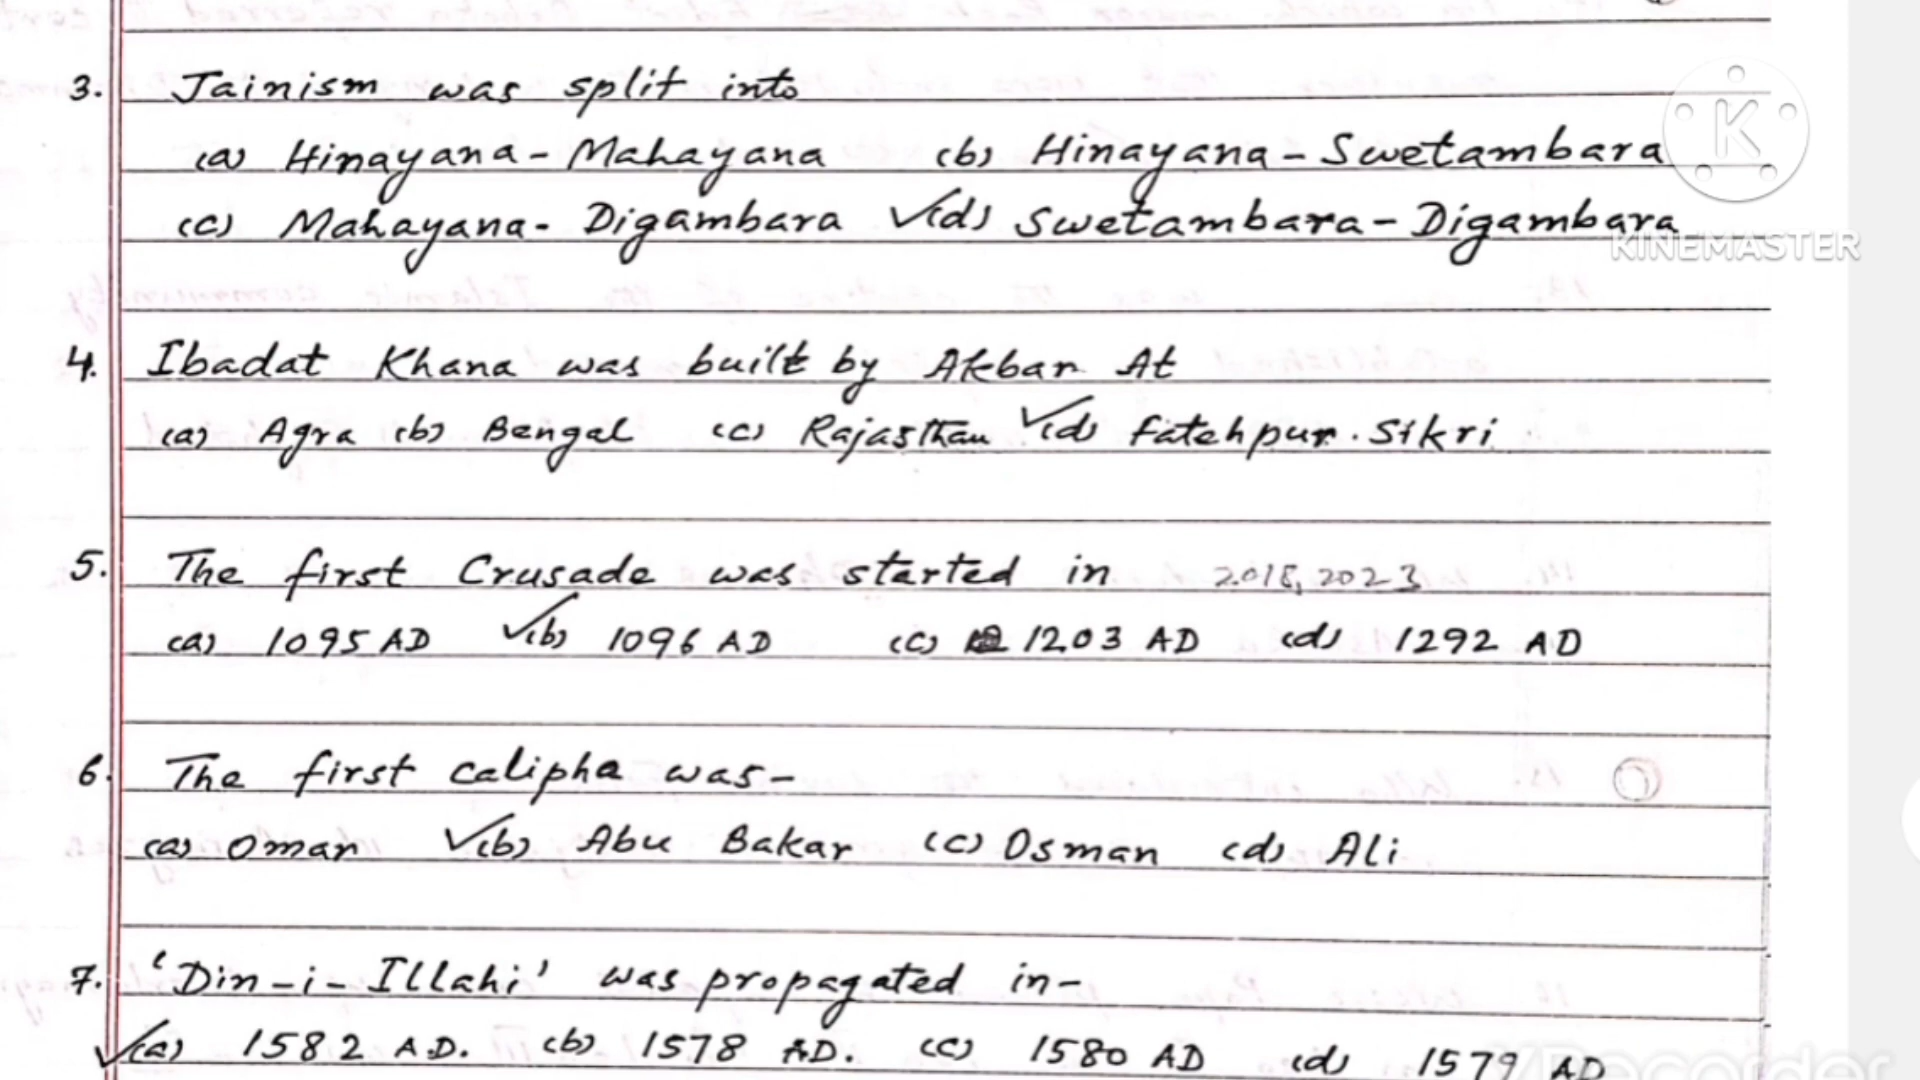 3. Jainism was split into
(a) Hinayana - Mahayana (b) Hinayana - Swetambara
(c) Mahayana - Digambara ✓(d) Swetambara - Digambara
KINEMASTER
4. Ibadat Khana was built by Akbar At
(a) Agra (b) Bengal (c) Rajasthan ✓(d) Fatehpur. Sikri
5. The first Crusade was started in 2018, 2023
(a) 1095 AD ✓(b) 1096 AD (c) 1203 AD (d) 1292 AD
6. The first calipha was-
(a) Omar ✓(b) Abu Bakar (c) Osman (d) Ali
7. 'Din-i-Illahi' was propagated in-
✓(a) 1582 A.D. (b) 1578 AD. (c) 1580 AD (d) 1579 AD
XRecorder